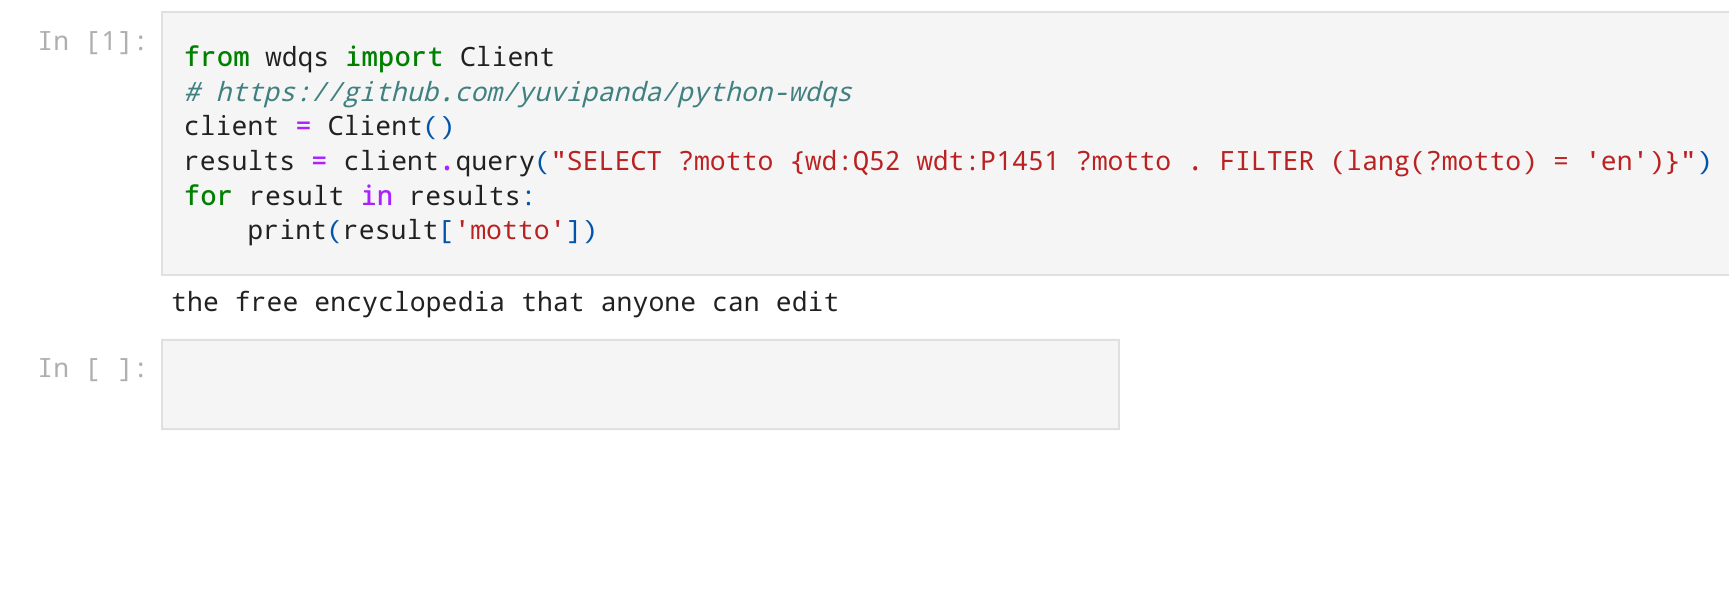 In [1]:
from wdqs import Client
# https://github.com/yuvipanda/python-wdqs
client = Client()
results = client.query("SELECT ?motto {wd:Q52 wdt:P1451 ?motto . FILTER (lang(?motto) = 'en')}")
for result in results:
    print(result['motto'])
the free encyclopedia that anyone can edit
In [ ]: